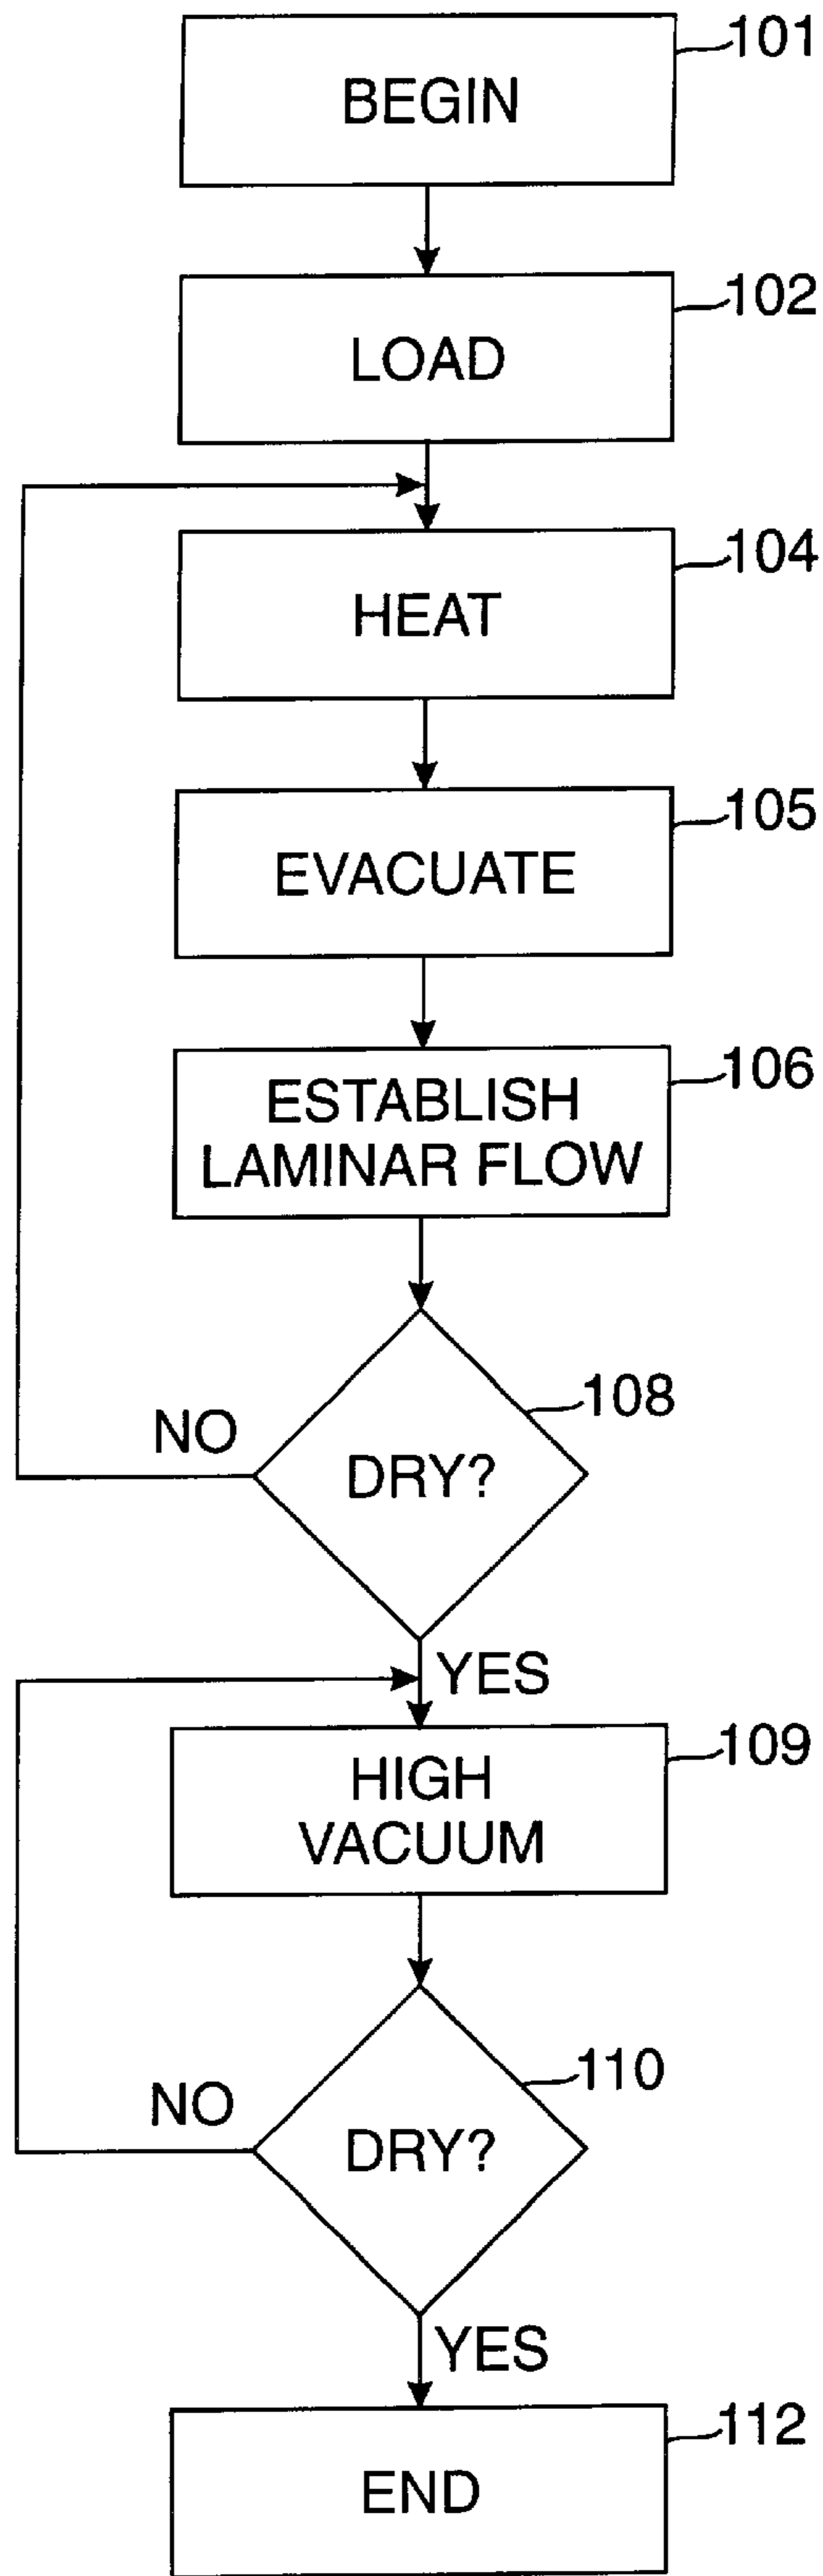 101
BEGIN
102
LOAD
104
HEAT
105
EVACUATE
106
ESTABLISH
LAMINAR FLOW
108
NO
DRY?
YES
109
HIGH
VACUUM
110
NO
DRY?
YES
112
END